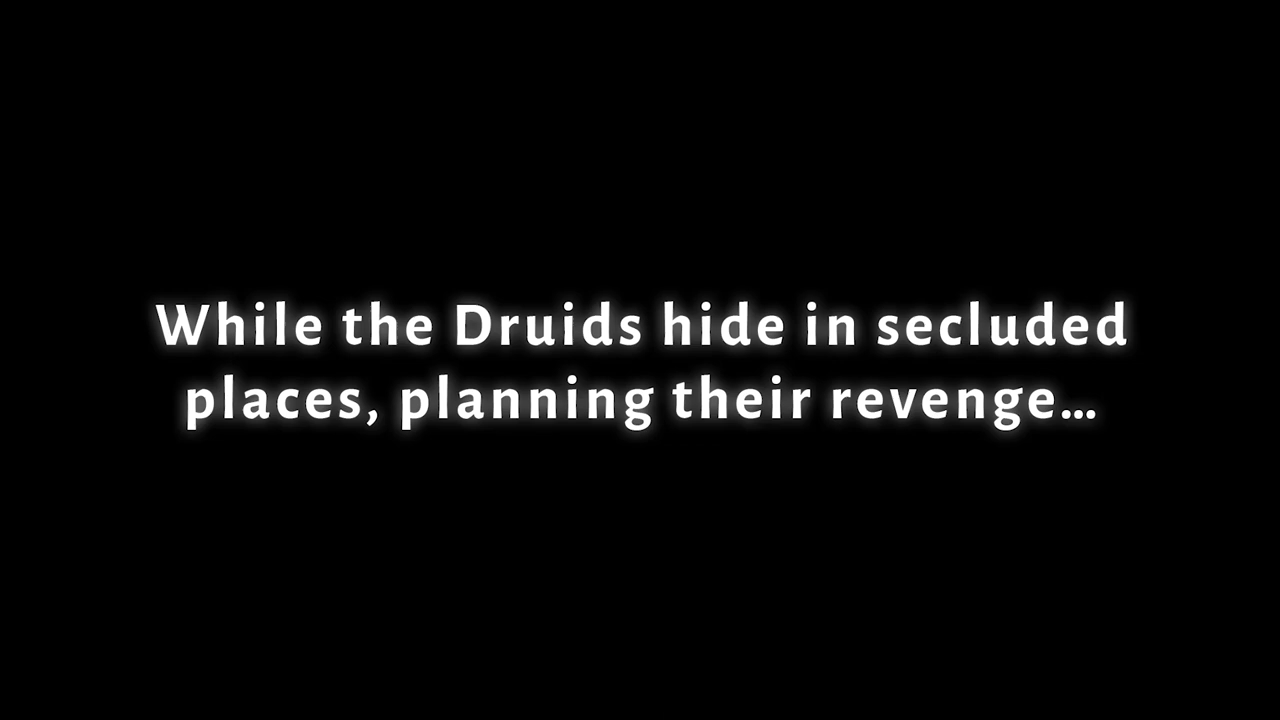 While the Druids hide in secluded
places, planning their revenge…